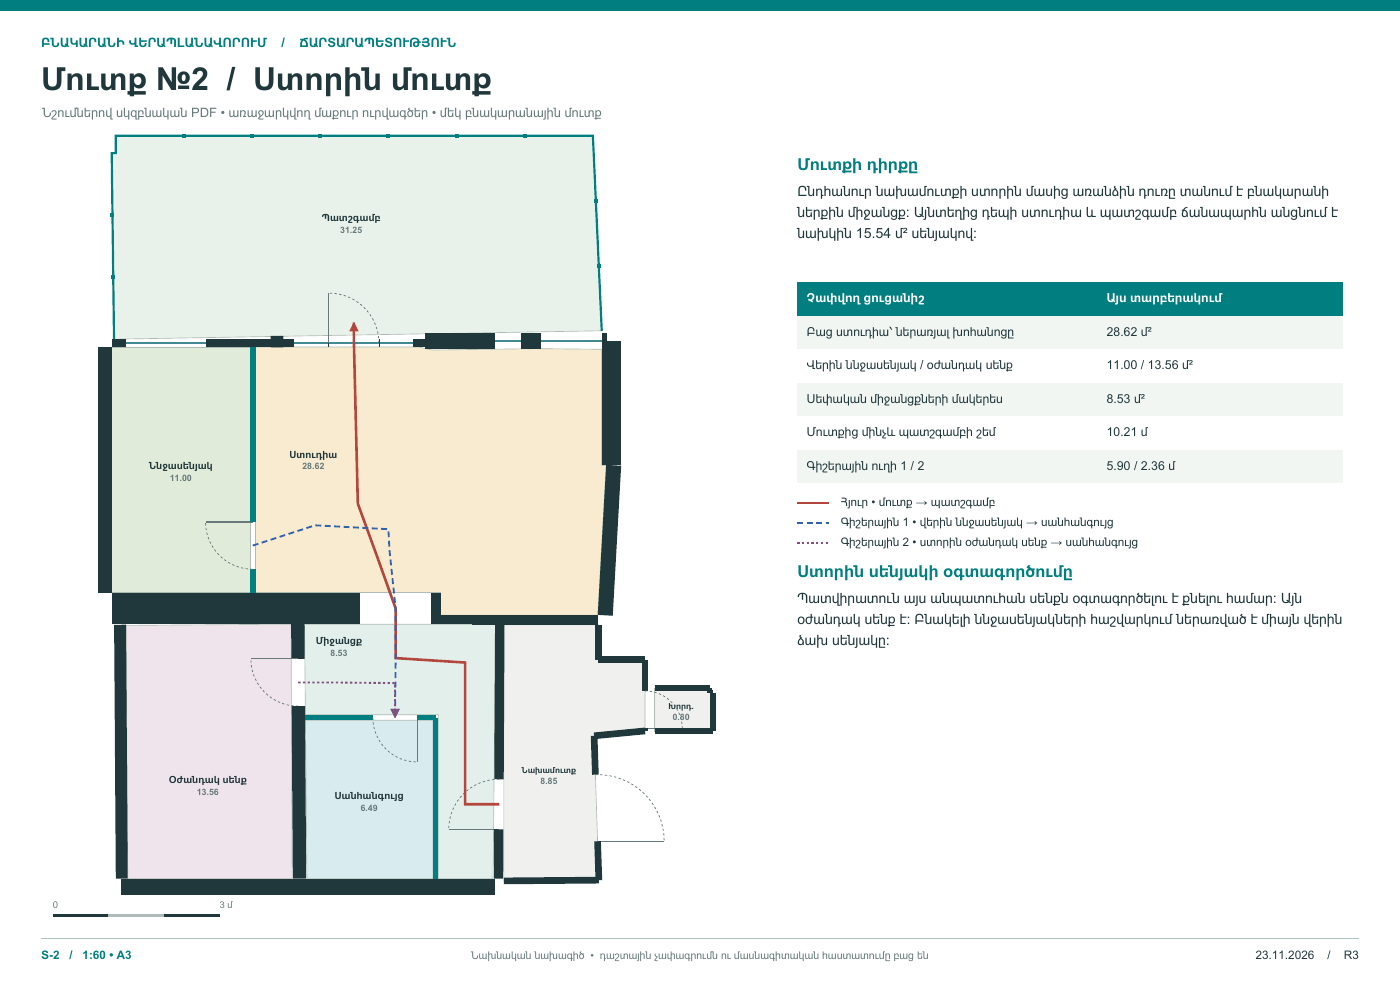 ԲՆԱԿԱՐԱՆԻ ՎԵՐԱՊԼԱՆԱՎՈՐՈՒՄ / ՃԱՐՏԱՐԱՊԵՏՈՒԹՅՈՒՆ
Մուտք №2 / Ստորին մուտք
Նշումներով սկզբնական PDF • առաջարկվող մաքուր ուրվագծեր • մեկ բնակարանային մուտք
Պատշգամբ
31.25
Ննջասենյակ
11.00
Ստուդիա
28.62
Միջանցք
8.53
Խորդ.
0.80
Օժանդակ սենք
13.56
Սանհանգույց
6.49
Նախամուտք
8.85
0 3 մ
Մուտքի դիրքը
Ընդհանուր նախամուտքի ստորին մասից առանձին դուռը տանում է բնակարանի
ներքին միջանցք: Այնտեղից դեպի ստուդիա և պատշգամբ ճանապարհն անցնում է
նախկին 15.54 մ² սենյակով:
Չափվող ցուցանիշ Այս տարբերակում
Բաց ստուդիա՝ ներառյալ խոհանոցը 28.62 մ²
Վերին ննջասենյակ / օժանդակ սենք 11.00 / 13.56 մ²
Սեփական միջանցքների մակերես 8.53 մ²
Մուտքից մինչև պատշգամբի շեմ 10.21 մ
Գիշերային ուղի 1 / 2 5.90 / 2.36 մ
Հյուր • մուտք → պատշգամբ
Գիշերային 1 • վերին ննջասենյակ → սանհանգույց
Գիշերային 2 • ստորին օժանդակ սենք → սանհանգույց
Ստորին սենյակի օգտագործումը
Պատվիրատուն այս անպատուհան սենքն օգտագործելու է քնելու համար: Այն
օժանդակ սենք է: Բնակելի ննջասենյակների հաշվարկում ներառված է միայն վերին
ձախ սենյակը:
S-2 / 1:60 • A3
Նախնական նախագիծ • դաշտային չափագրումն ու մասնագիտական հաստատումը բաց են
23.11.2026 / R3